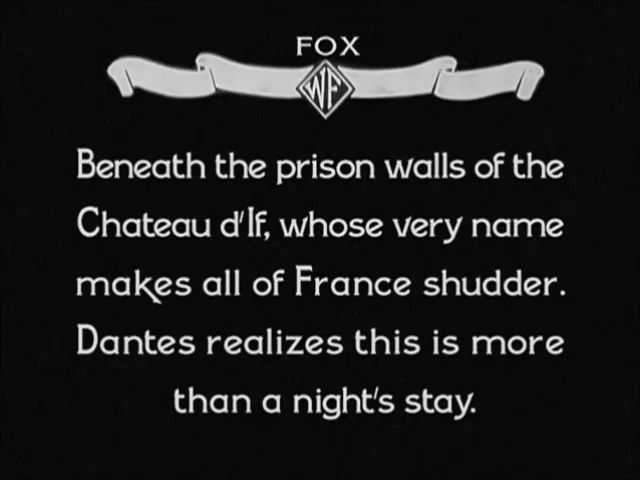 FOX
WF
Beneath the prison walls of the
Chateau d'If, whose very name
makes all of France shudder.
Dantes realizes this is more
than a night's stay.